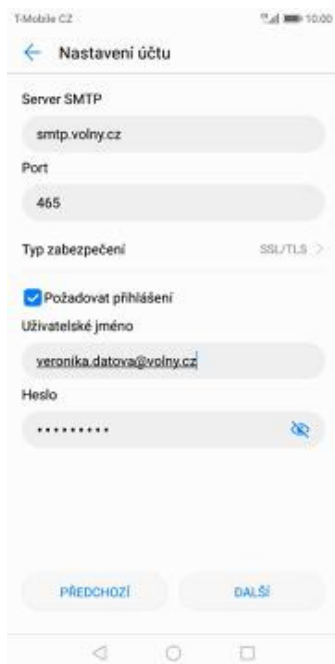 T-Mobile CZ 10:00
Nastavení účtu
Server SMTP
smtp.volny.cz
Port
465
Typ zabezpečení SSL/TLS
Požadovat přihlášení
Uživatelské jméno
veronika.datova@volny.cz
Heslo
•••••••••
PŘEDCHOZÍ DALŠÍ